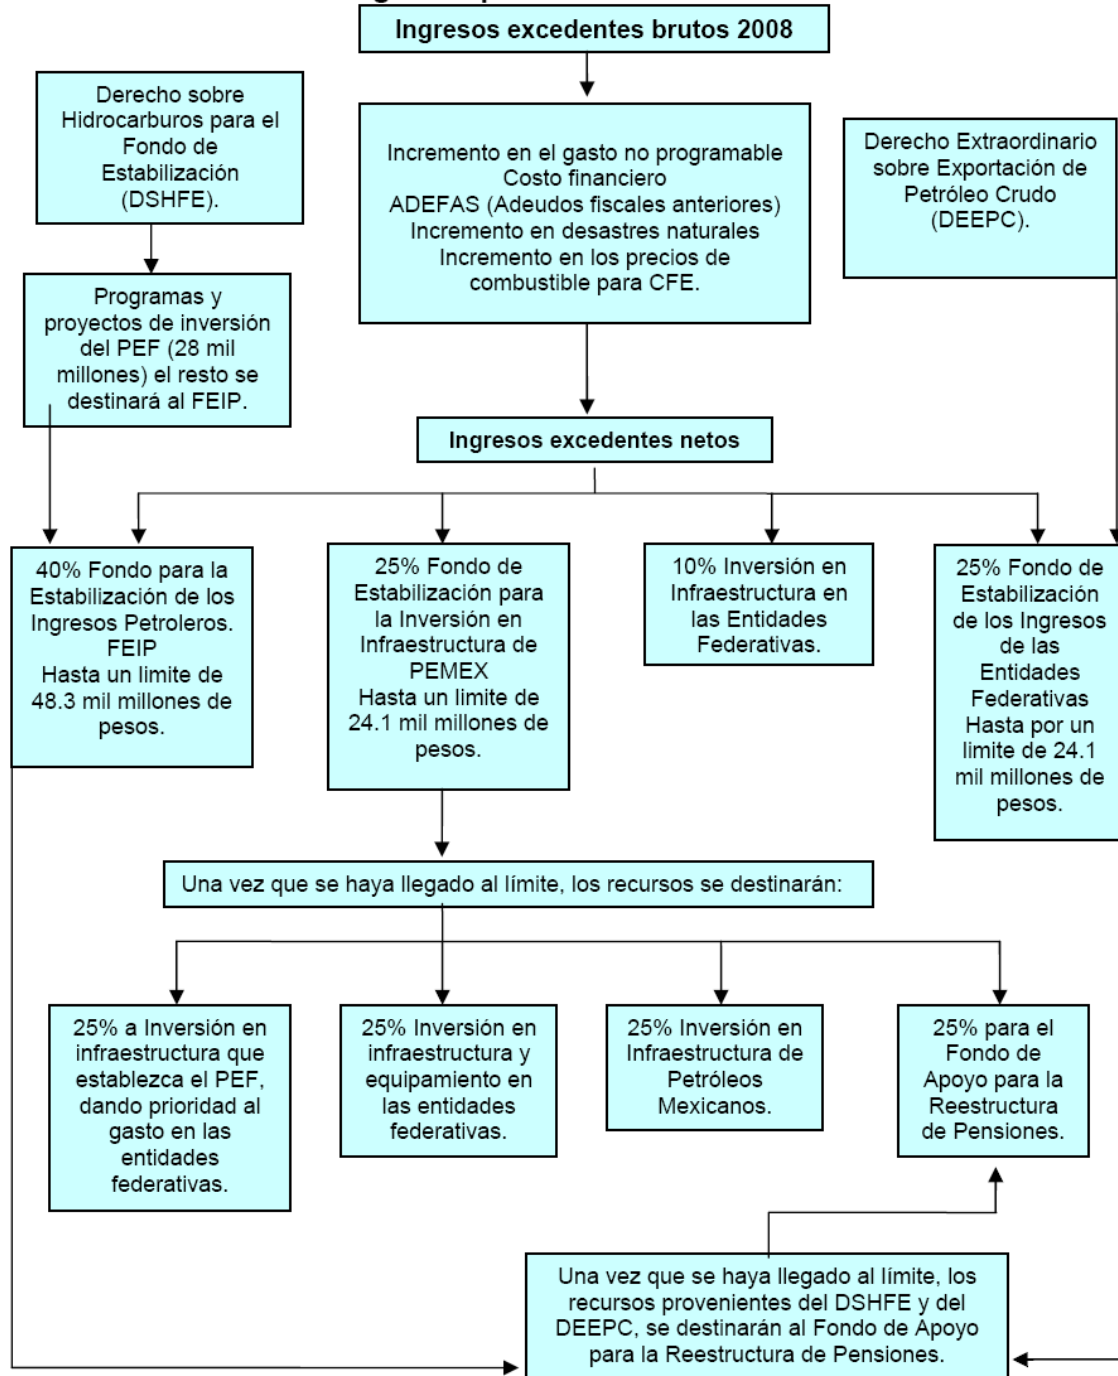 Ingresos excedentes brutos 2008
Derecho sobre
Hidrocarburos para el
Fondo de
Estabilización
(DSHFE).
Incremento en el gasto no programable
Costo financiero
ADEFAS (Adeudos fiscales anteriores)
Incremento en desastres naturales
Incremento en los precios de
combustible para CFE.
Derecho Extraordinario
sobre Exportación de
Petróleo Crudo
(DEEPC).
Programas y
proyectos de inversión
del PEF (28 mil
millones) el resto se
destinará al FEIP.
Ingresos excedentes netos
40% Fondo para la
Estabilización de los
Ingresos Petroleros.
FEIP
Hasta un limite de
48.3 mil millones de
pesos.
25% Fondo de
Estabilización para
la Inversión en
Infraestructura de
PEMEX
Hasta un limite de
24.1 mil millones de
pesos.
10% Inversión en
Infraestructura en
las Entidades
Federativas.
25% Fondo de
Estabilización
de los Ingresos
de las
Entidades
Federativas
Hasta por un
limite de 24.1
mil millones de
pesos.
Una vez que se haya llegado al límite, los recursos se destinarán:
25% a Inversión en
infraestructura que
establezca el PEF,
dando prioridad al
gasto en las
entidades
federativas.
25% Inversión en
infraestructura y
equipamiento en
las entidades
federativas.
25% Inversión en
Infraestructura de
Petróleos
Mexicanos.
25% para el
Fondo de
Apoyo para la
Reestructura
de Pensiones.
Una vez que se haya llegado al límite, los
recursos provenientes del DSHFE y del
DEEPC, se destinarán al Fondo de Apoyo
para la Reestructura de Pensiones.